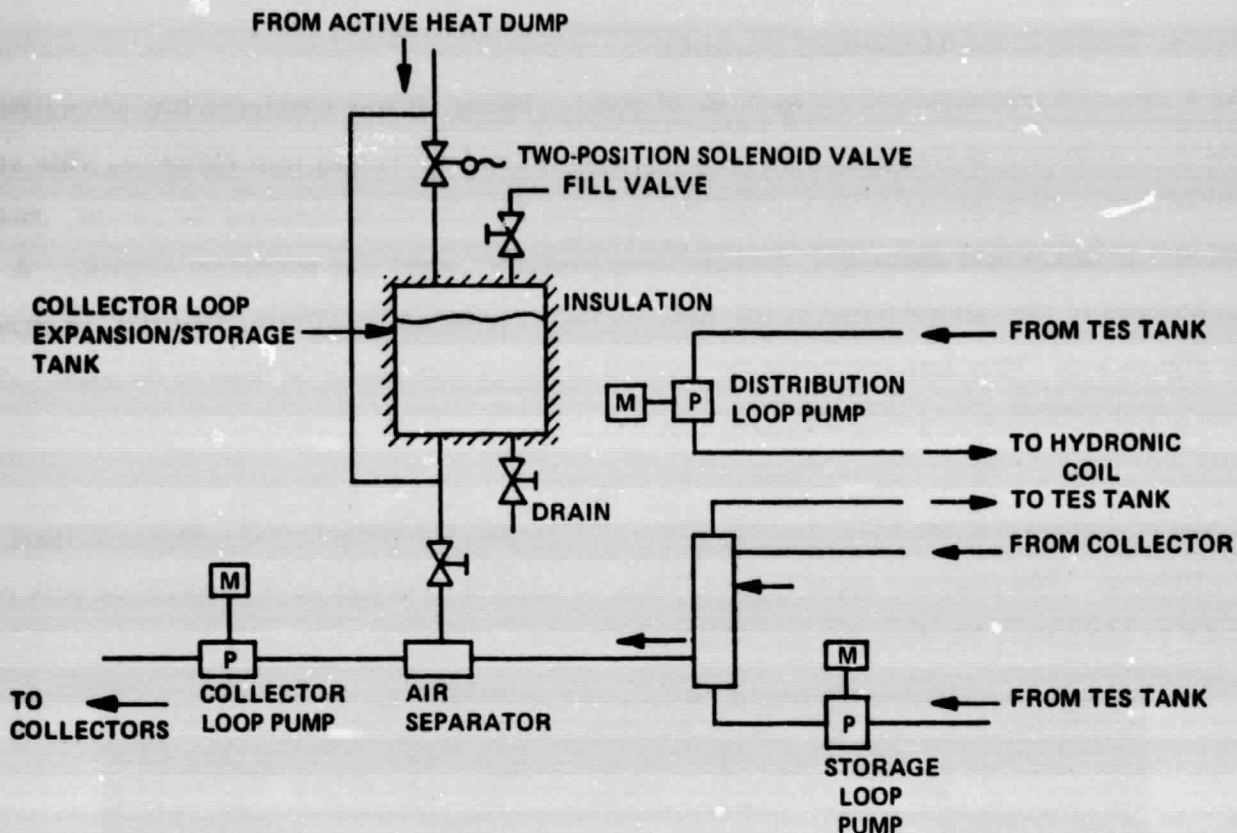 FROM ACTIVE HEAT DUMP
TWO-POSITION SOLENOID VALVE
FILL VALVE
COLLECTOR LOOP
EXPANSION/STORAGE
TANK
INSULATION
FROM TES TANK
M
P
DISTRIBUTION
LOOP PUMP
TO HYDRONIC
COIL
DRAIN
TO TES TANK
FROM COLLECTOR
M
P
COLLECTOR
LOOP PUMP
TO
COLLECTORS
AIR
SEPARATOR
M
P
FROM TES TANK
STORAGE
LOOP
PUMP